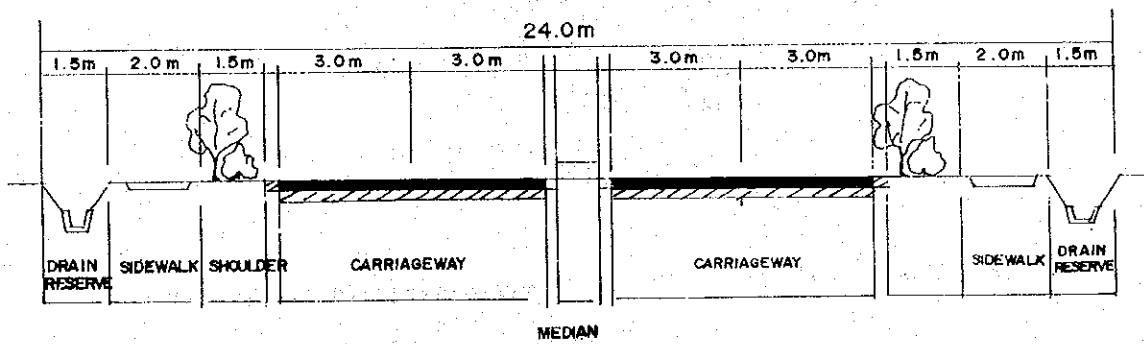 24.0m
1.5m 2.0m 1.5m 3.0m 3.0m 3.0m 3.0m 1.5m 2.0m 1.5m
DRAIN SIDEWALK SHOULDER CARRIAGEWAY CARRIAGEWAY SIDEWALK DRAIN
RESERVE RESERVE
MEDIAN